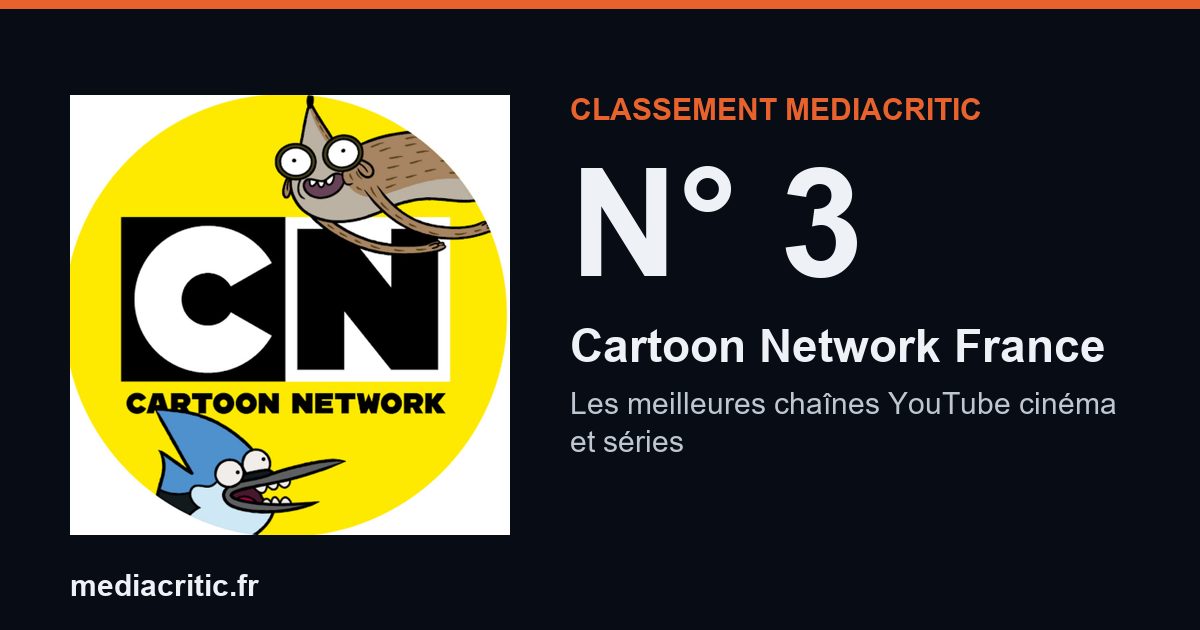 CLASSEMENT MEDIACRITIC
N° 3
Cartoon Network France
Les meilleures chaînes YouTube cinéma
et séries
CN
CARTOON NETWORK
mediacritic.fr